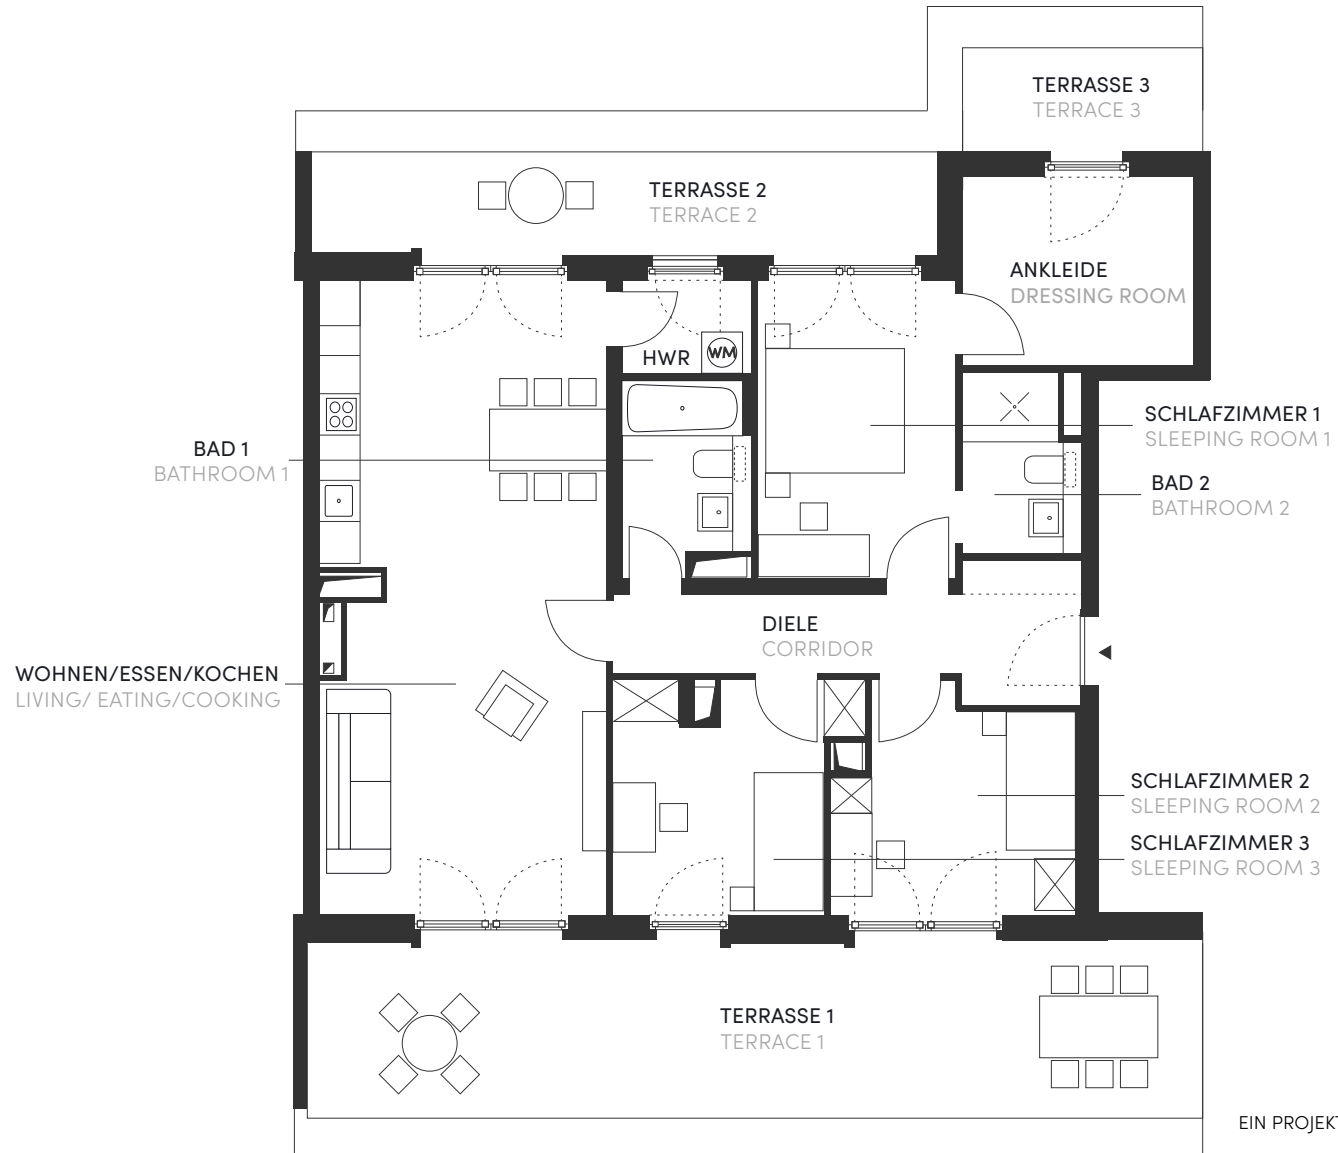 TERRASSE 3
TERRACE 3
TERRASSE 2
TERRACE 2
ANKLEIDE
DRESSING ROOM
HWR
WM
SCHLAFZIMMER 1
SLEEPING ROOM 1
BAD 1
BATHROOM 1
BAD 2
BATHROOM 2
DIELE
CORRIDOR
WOHNEN/ESSEN/KOCHEN
LIVING/ EATING/COOKING
SCHLAFZIMMER 2
SLEEPING ROOM 2
SCHLAFZIMMER 3
SLEEPING ROOM 3
TERRASSE 1
TERRACE 1
EIN PROJEKT